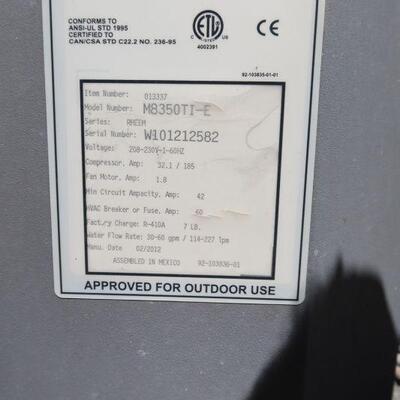 CONFORMS TO
ANSI-UL STD 1995
CERTIFIED TO
CAN/CSA STD C22.2 NO. 236-95
C ETL US
4002391
CE
92-103835-01-01
Item Number: 013337
Model Number: M8350TI-E
Series: RHEEM
Serial Number: W101212582
Voltage: 208-230V-1-60HZ
Compressor, Amp: 32.1 / 185
Fan Motor, Amp: 1.8
Min Circuit Ampacity, Amp: 42
HVAC Breaker or Fuse, Amp: 60
Factory Charge: R-410A 7 LB.
Water Flow Rate: 30-60 gpm / 114-227 lpm
Manu. Date 02/2012
ASSEMBLED IN MEXICO 92-103836-01
APPROVED FOR OUTDOOR USE